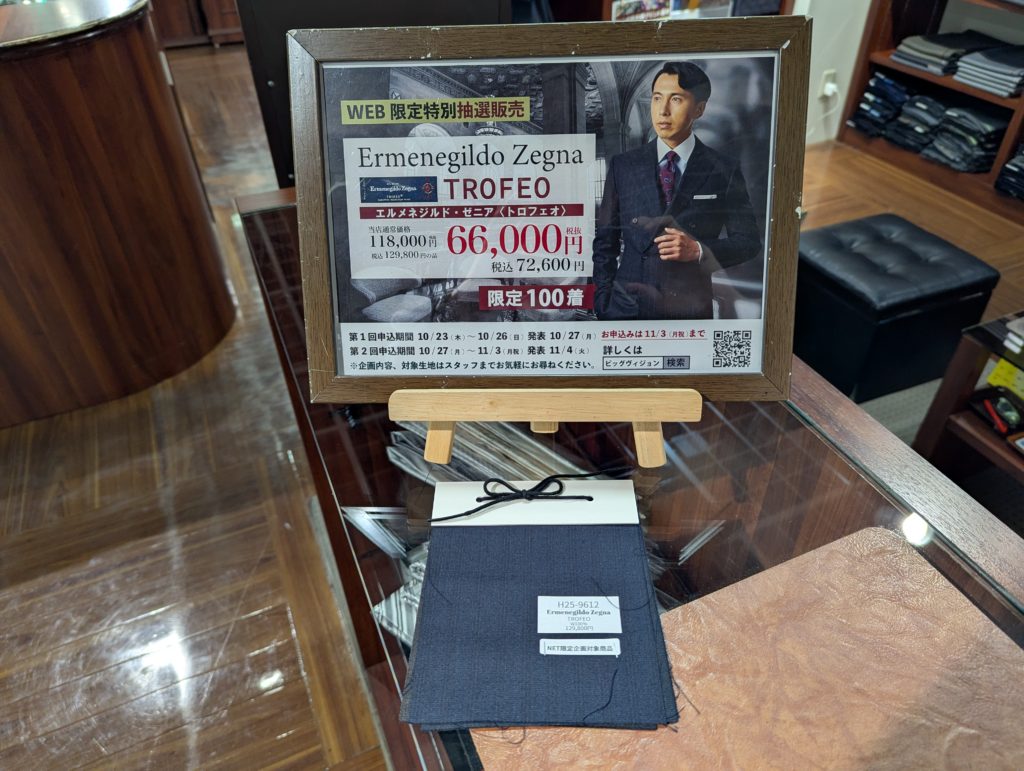 WEB 限定特別抽選販売
Ermenegildo Zegna
Ermenegildo Zegna
TROFEO
TROFEO
エルメネジルド・ゼニア〈トロフェオ〉
当店通常価格
118,000税抜円
税込 129,800円の品
66,000税抜円
税込 72,600円
限定100着
第1回申込期間 10/23(木)~10/26(日) 発表 10/27(月)
お申込みは11/3(月祝)まで
第2回申込期間 10/27(月)~11/3(月祝) 発表 11/4(火)
詳しくは
※企画内容、対象生地はスタッフまでお気軽にお尋ねください。
ビッグヴィジョン 検索
H25-9612
Ermenegildo Zegna
TROFEO
W100%
129,800円
NET限定企画対象商品